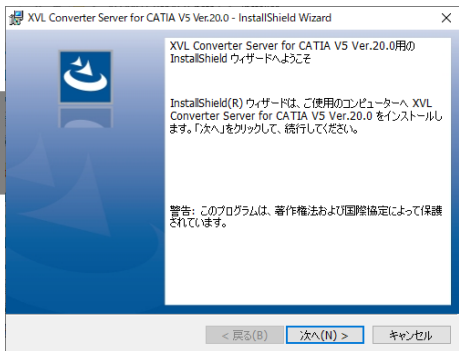 XVL Converter Server for CATIA V5 Ver.20.0 - InstallShield Wizard
XVL Converter Server for CATIA V5 Ver.20.0用の
InstallShield ウィザードへようこそ
InstallShield(R) ウィザードは、ご使用のコンピューターへ XVL
Converter Server for CATIA V5 Ver.20.0 をインストールし
ます。「次へ」をクリックして、続行してください。
警告: このプログラムは、著作権法および国際協定によって保護
されています。
< 戻る(B)
次へ(N) >
キャンセル